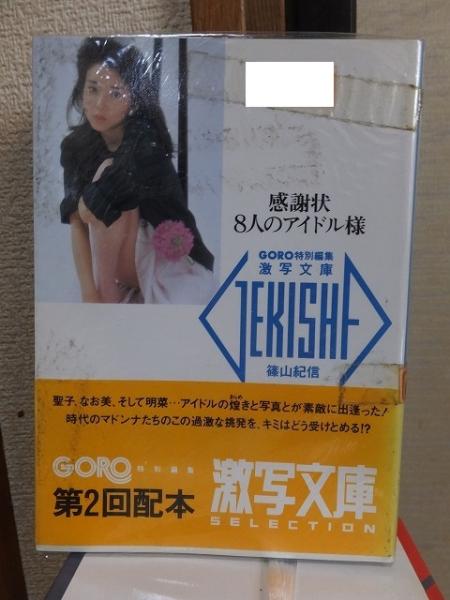 感謝状
8人のアイドル様
GORO特別編集
激写文庫
GEKISHA
篠山紀信
聖子、なお美、そして明菜…アイドルの煌きと写真とが素敵に出逢った!
時代のマドンナたちのこの過激な挑発を、キミはどう受けとめる!?
GORO特別編集
第2回配本
激写文庫
SELECTION